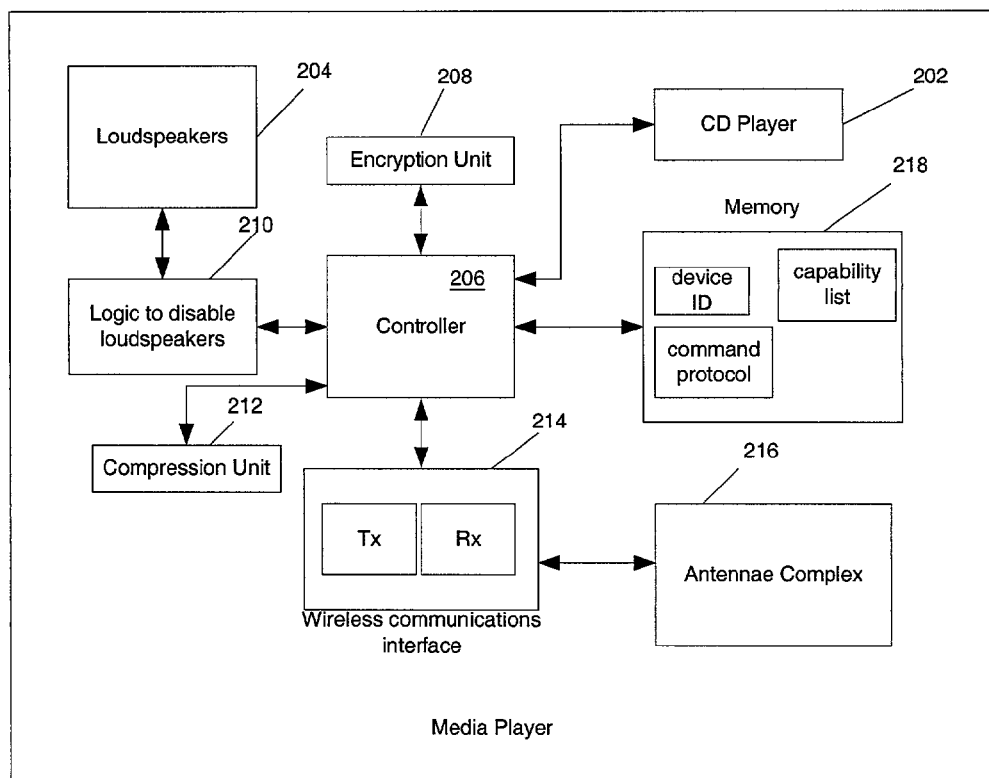 204
208
202
Loudspeakers
CD Player
Encryption Unit
218
210
Memory
206
device
ID
capability
list
Logic to disable
loudspeakers
Controller
command
protocol
212
214
216
Compression Unit
Tx
Rx
Antennae Complex
Wireless communications
interface
Media Player